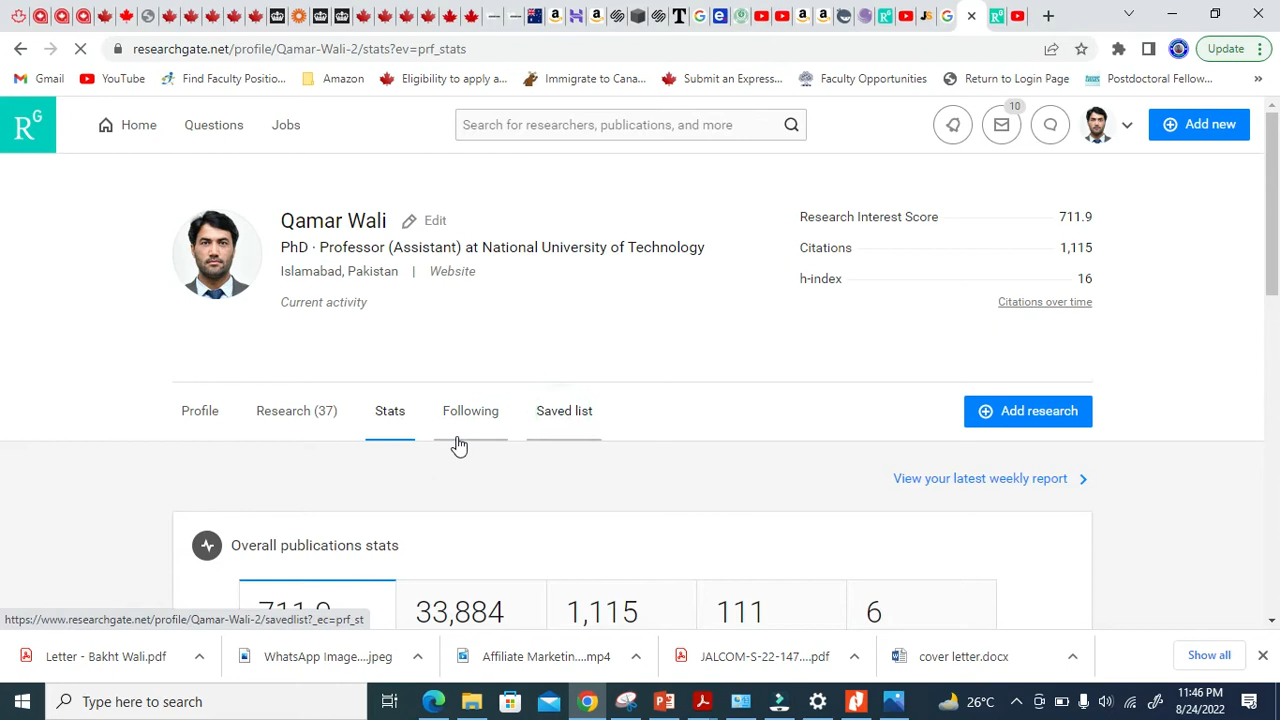 researchgate.net/profile/Qamar-Wali-2/stats?ev=prf_stats
Update
Gmail
YouTube
Find Faculty Positio...
Amazon
Eligibility to apply a...
Immigrate to Cana...
Submit an Express...
Faculty Opportunities
Return to Login Page
Postdoctoral Fellow...
»
RG
Home
Questions
Jobs
Search for researchers, publications, and more
10
Add new
Qamar Wali
Edit
PhD · Professor (Assistant) at National University of Technology
Islamabad, Pakistan | Website
Current activity
Research Interest Score 711.9
Citations 1,115
h-index 16
Citations over time
Profile
Research (37)
Stats
Following
Saved list
Add research
View your latest weekly report
Overall publications stats
711.9
33,884
1,115
111
6
https://www.researchgate.net/profile/Qamar-Wali-2/savedlist?_ec=prf_st
Letter - Bakht Wali.pdf
WhatsApp Image....jpeg
Affiliate Marketin....mp4
JALCOM-S-22-147....pdf
cover letter.docx
Show all
Type here to search
26°C
11:46 PM
8/24/2022